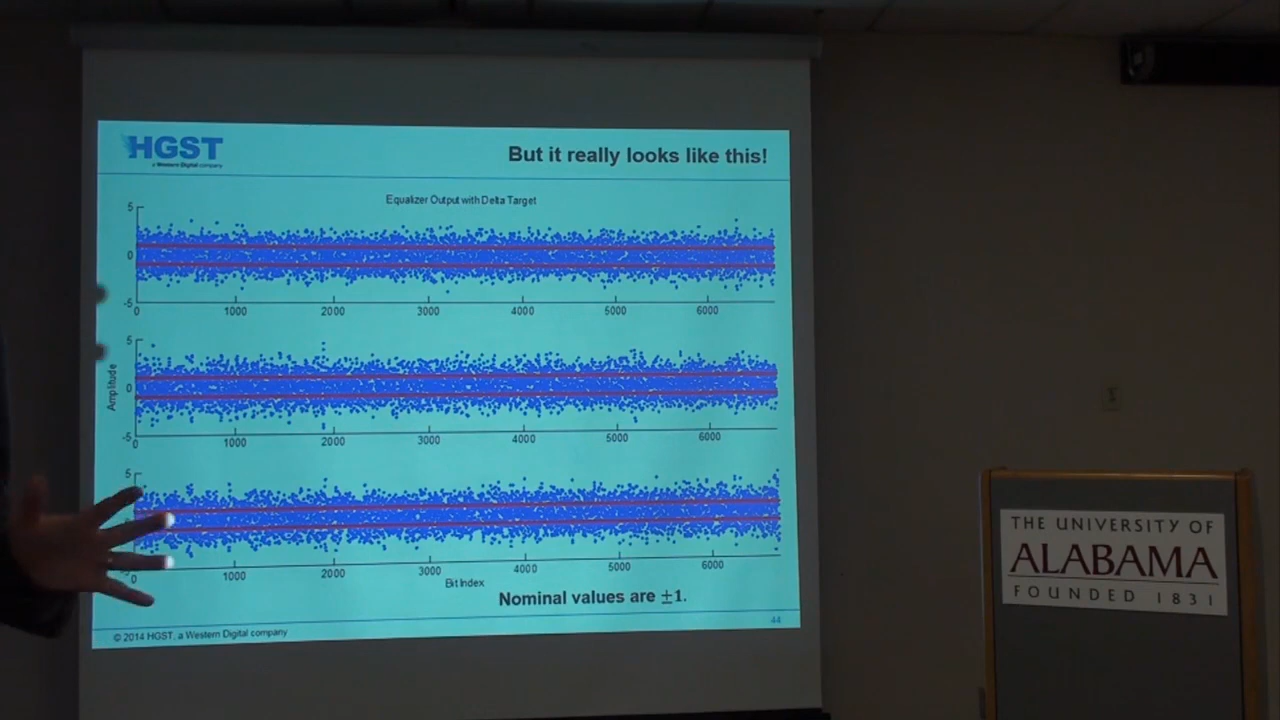 HGST
a Western Digital company
But it really looks like this!
Equalizer Output with Delta Target
5
0
-5
0 1000 2000 3000 4000 5000 6000
5
0
-5
Amplitude
0 1000 2000 3000 4000 5000 6000
5
0 1000 2000 3000 4000 5000 6000
Bit Index
Nominal values are ±1.
44
© 2014 HGST, a Western Digital company
THE UNIVERSITY OF
ALABAMA
FOUNDED 1831